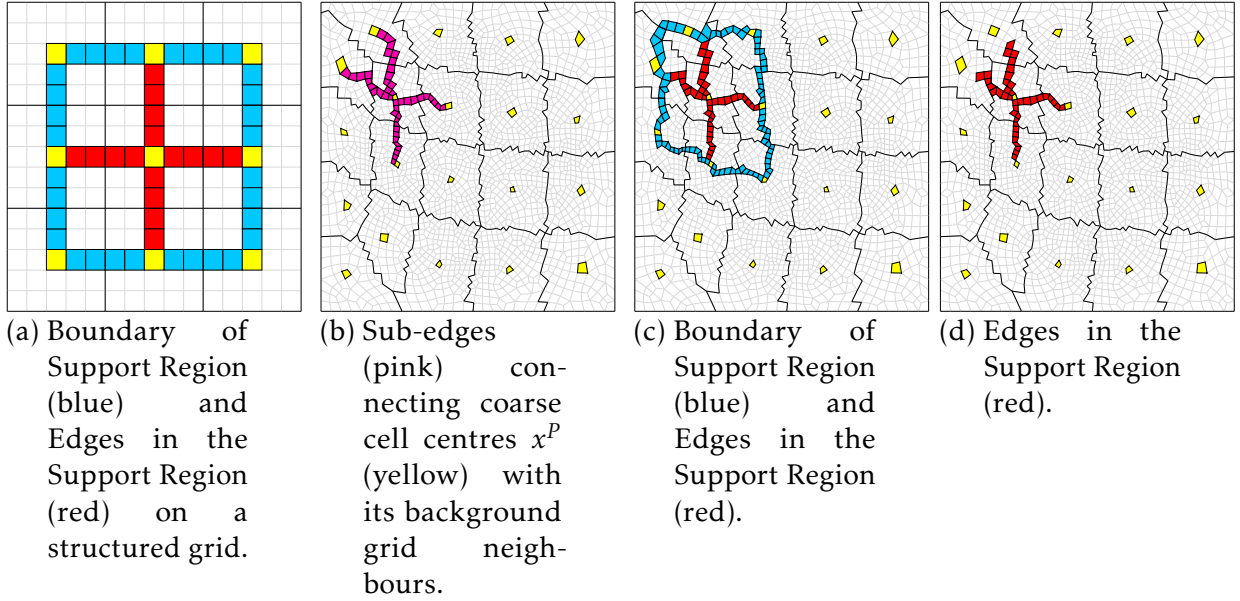 (a) Boundary of
Support Region
(blue) and
Edges in the
Support Region
(red) on a
structured grid.
(b) Sub-edges
(pink) con-
necting coarse
cell centres x^P
(yellow) with
its background
grid neigh-
bours.
(c) Boundary of
Support Region
(blue) and
Edges in the
Support Region
(red).
(d) Edges in the
Support Region
(red).